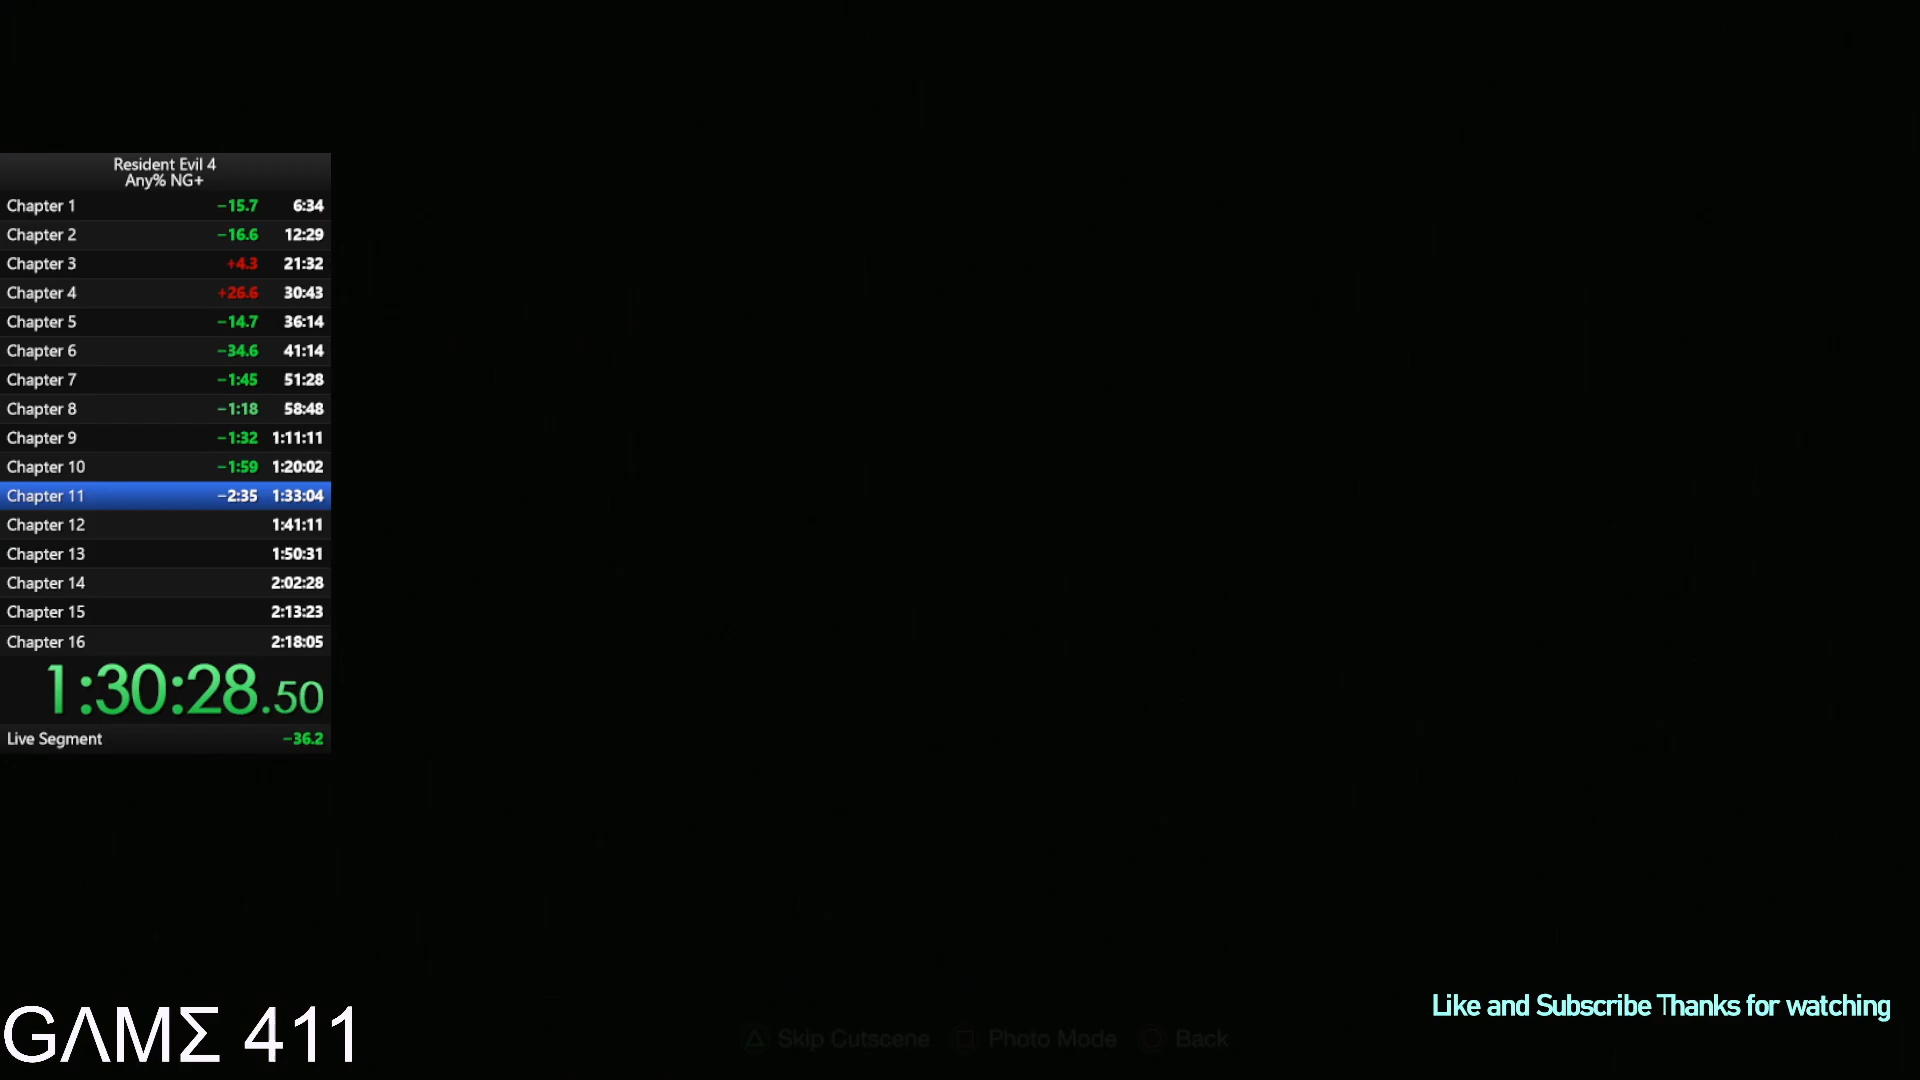 Resident Evil 4
Any% NG+
Chapter 1 −15.7 6:34
Chapter 2 −16.6 12:29
Chapter 3 +4.3 21:32
Chapter 4 +26.6 30:43
Chapter 5 −14.7 36:14
Chapter 6 −34.6 41:14
Chapter 7 −1:45 51:28
Chapter 8 −1:18 58:48
Chapter 9 −1:32 1:11:11
Chapter 10 −1:59 1:20:02
Chapter 11 −2:35 1:33:04
Chapter 12 1:41:11
Chapter 13 1:50:31
Chapter 14 2:02:28
Chapter 15 2:13:23
Chapter 16 2:18:05
1:30:28.50
Live Segment −36.2
GΛMΣ 411
Like and Subscribe Thanks for watching
Skip Cutscene Photo Mode Back